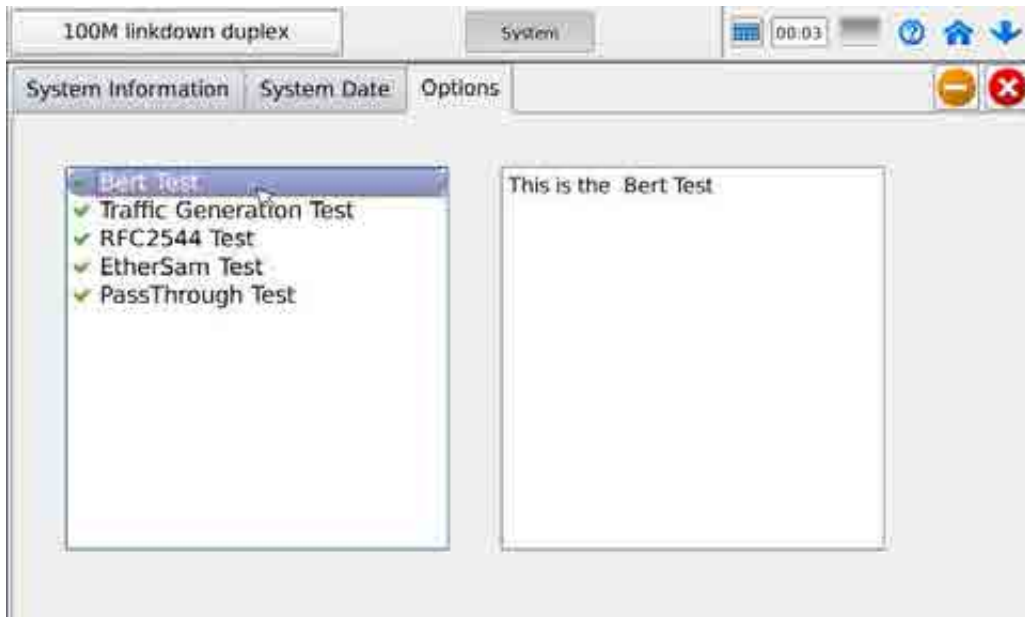 100M linkdown duplex
System
00:03
System Information
System Date
Options
Bert Test
Traffic Generation Test
RFC2544 Test
EtherSam Test
PassThrough Test
This is the  Bert Test